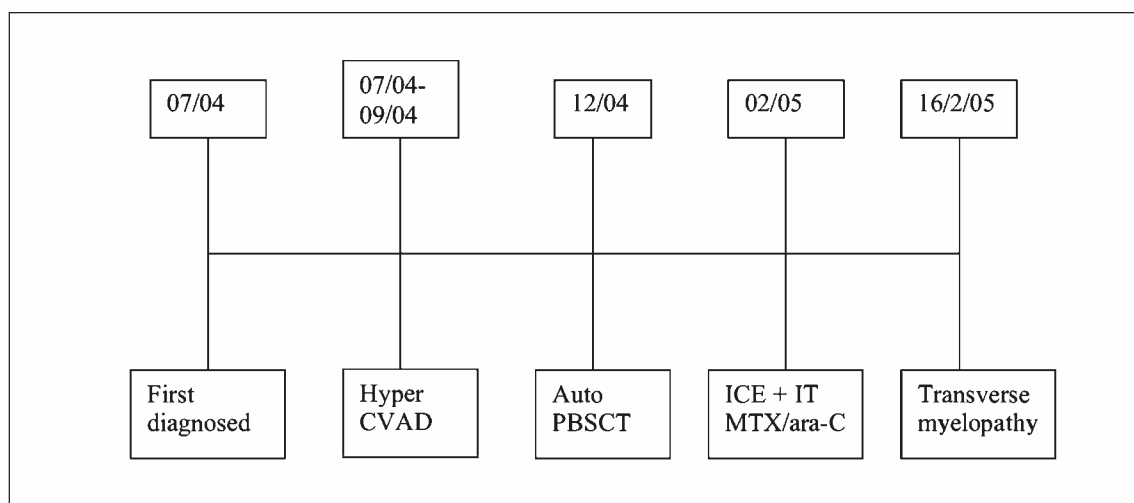 07/04
07/04-
09/04
12/04
02/05
16/2/05
First
diagnosed
Hyper
CVAD
Auto
PBSCT
ICE + IT
MTX/ara-C
Transverse
myelopathy